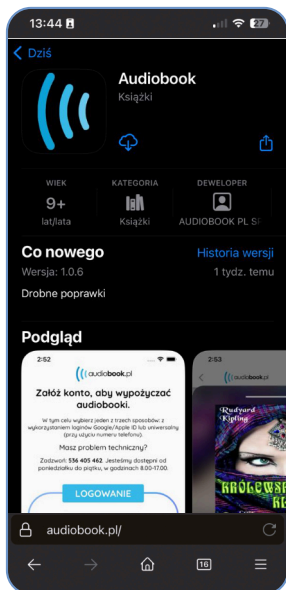 13:44
27
Dziś
Audiobook
Książki
WIEK
KATEGORIA
DEWELOPER
9+
lat/lata
Książki
AUDIOBOOK PL
Co nowego
Historia wersji
Wersja: 1.0.6
1 tydz. temu
Drobne poprawki
Podgląd
2:52
2:53
audiobook.pl
audiobook.pl
Załóż konto, aby wypożyczać
audiobooki.
W tym celu wybierz jeden z trzech sposobów: z
wykorzystaniem loginów Google/Apple ID lub uniwersalny
(przy użyciu numeru telefonu).
Masz problem techniczny?
Zadzwoń: 536 405 462. Jesteśmy dostępni od
poniedziałku do piątku, w godzinach 8.00-17.00.
LOGOWANIE
Rudyard
Kipling
audiobook.pl/
16